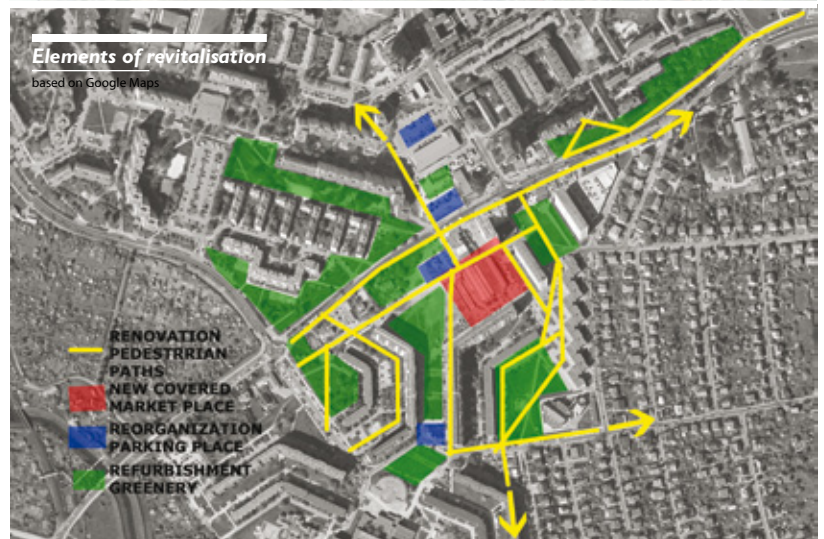 Elements of revitalisation
based on Google Maps
RENOVATION
PEDESTRRIAN
PATHS
NEW COVERED
MARKET PLACE
REORGANIZATION
PARKING PLACE
REFURBISHMENT
GREENERY